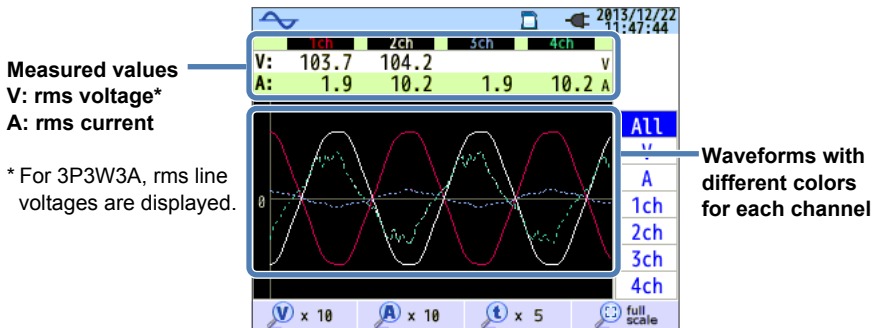 2013/12/22
11:47:44
1ch 2ch 3ch 4ch
V: 103.7 104.2 V
A: 1.9 10.2 1.9 10.2 A
Measured values
V: rms voltage*
A: rms current
* For 3P3W3A, rms line
voltages are displayed.
0
All
V
A
1ch
2ch
3ch
4ch
Waveforms with
different colors
for each channel
V x 10 A x 10 t x 5 full
scale